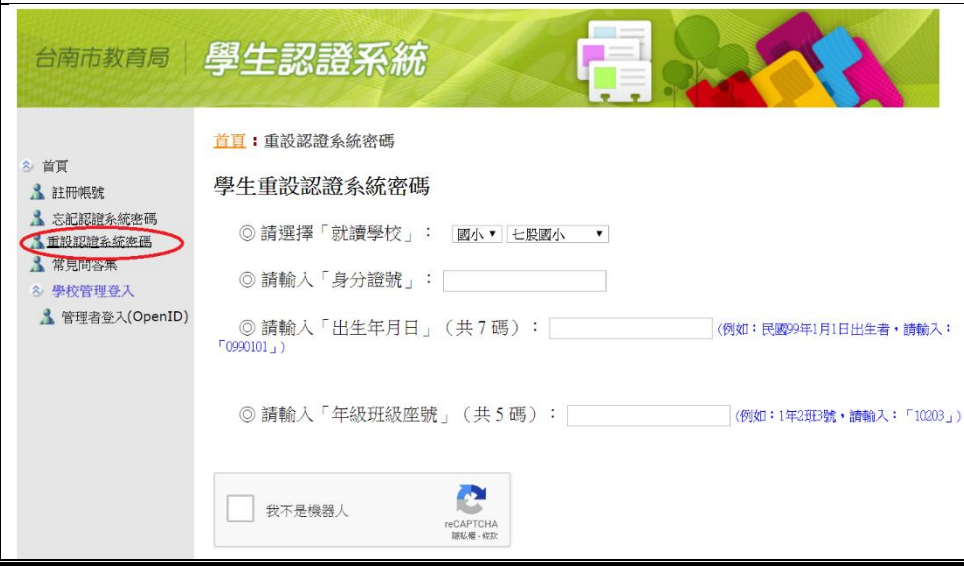 台南市教育局
學生認證系統
首頁
註冊帳號
忘記認證系統密碼
重設認證系統密碼
常見問答集
學校管理登入
管理者登入(OpenID)
首頁：重設認證系統密碼
學生重設認證系統密碼
◎ 請選擇「就讀學校」： 國小 七股國小
◎ 請輸入「身分證號」：
◎ 請輸入「出生年月日」（共 7 碼）： (例如：民國99年1月1日出生者，請輸入：
「0990101」)
◎ 請輸入「年級班級座號」（共 5 碼）： (例如：1年2班3號，請輸入：「10203」)
我不是機器人
reCAPTCHA
隱私權 - 條款